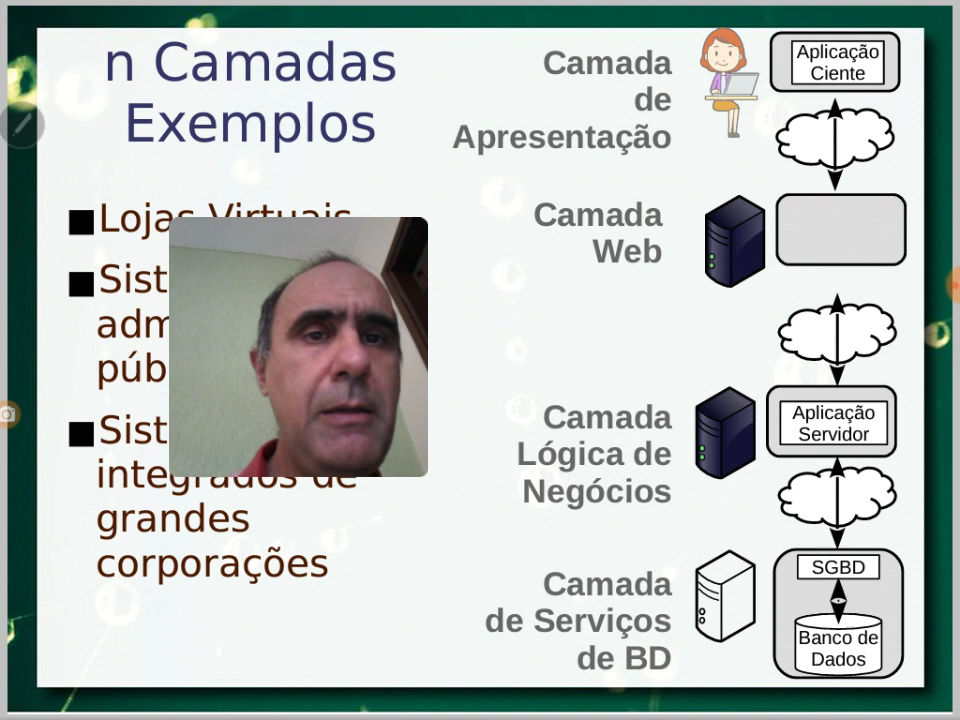 n Camadas
Exemplos
Lojas Virtuais
Sist
adm
púb
Sist
integrados de
grandes
corporações
Camada
de
Apresentação
Aplicação
Ciente
Camada
Web
Camada
Lógica de
Negócios
Aplicação
Servidor
Camada
de Serviços
de BD
SGBD
Banco de
Dados